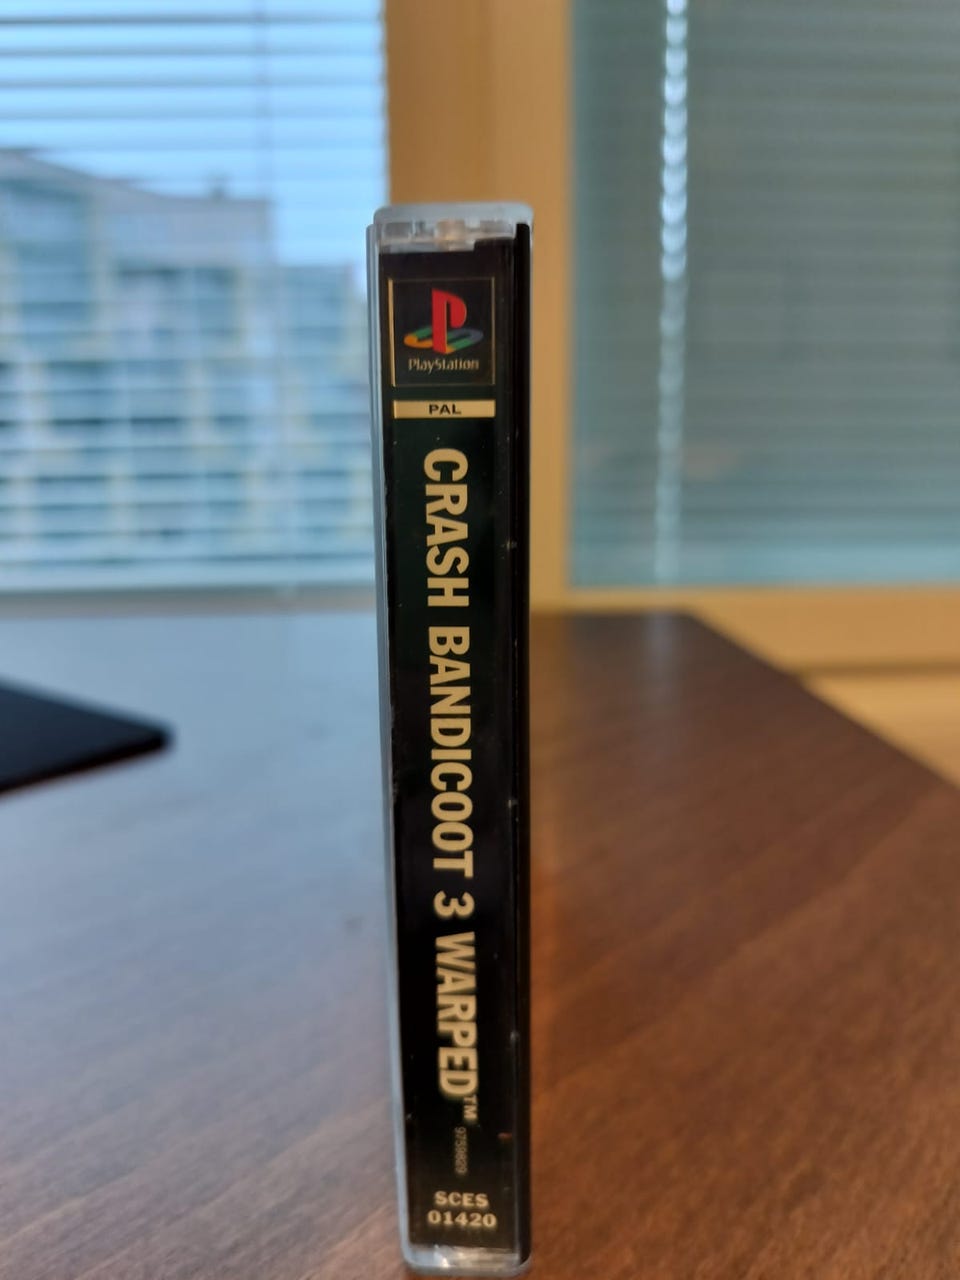 PlayStation
PAL
CRASH BANDICOOT 3 WARPED™
SCES
01420